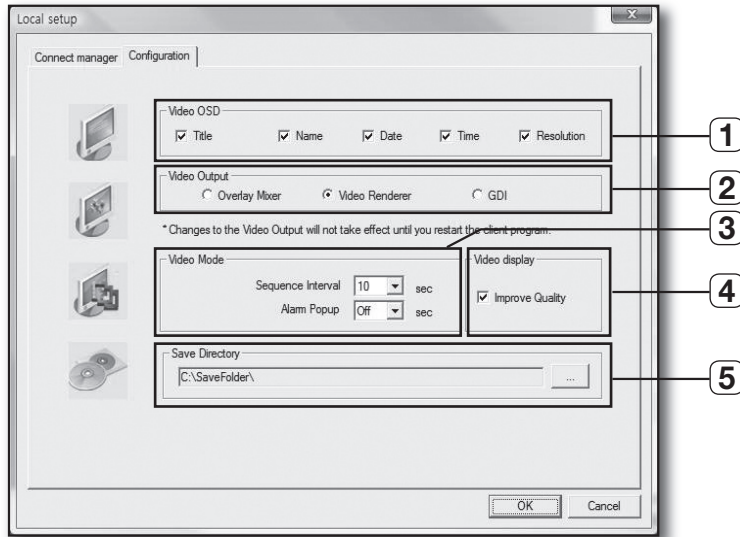 Local setup
X
Connect manager Configuration
Video OSD
Title Name Date Time Resolution
1
Video Output
Overlay Mixer Video Renderer GDI
2
* Changes to the Video Output will not take effect until you restart the client program.
3
Video Mode
Sequence Interval 10 sec
Alarm Popup Off sec
Video display
Improve Quality
4
Save Directory
C:\SaveFolder\ ...
5
OK Cancel